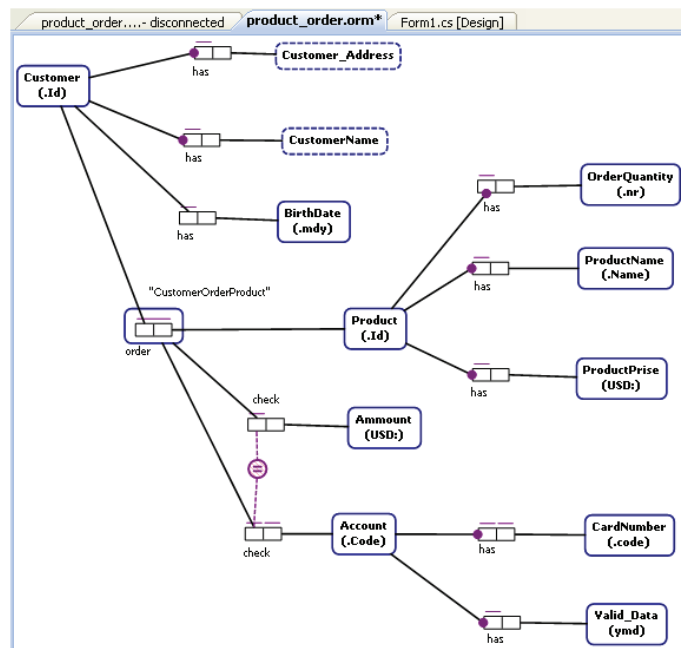 product_order....- disconnected
product_order.orm*
Form1.cs [Design]
Customer
(.Id)
has
Customer_Address
has
CustomerName
has
BirthDate
(.mdy)
has
OrderQuantity
(.nr)
has
ProductName
(.Name)
"CustomerOrderProduct"
order
Product
(.Id)
has
ProductPrise
(USD:)
check
Ammount
(USD:)
=
check
Account
(.Code)
has
CardNumber
(.code)
has
Valid_Data
(ymd)